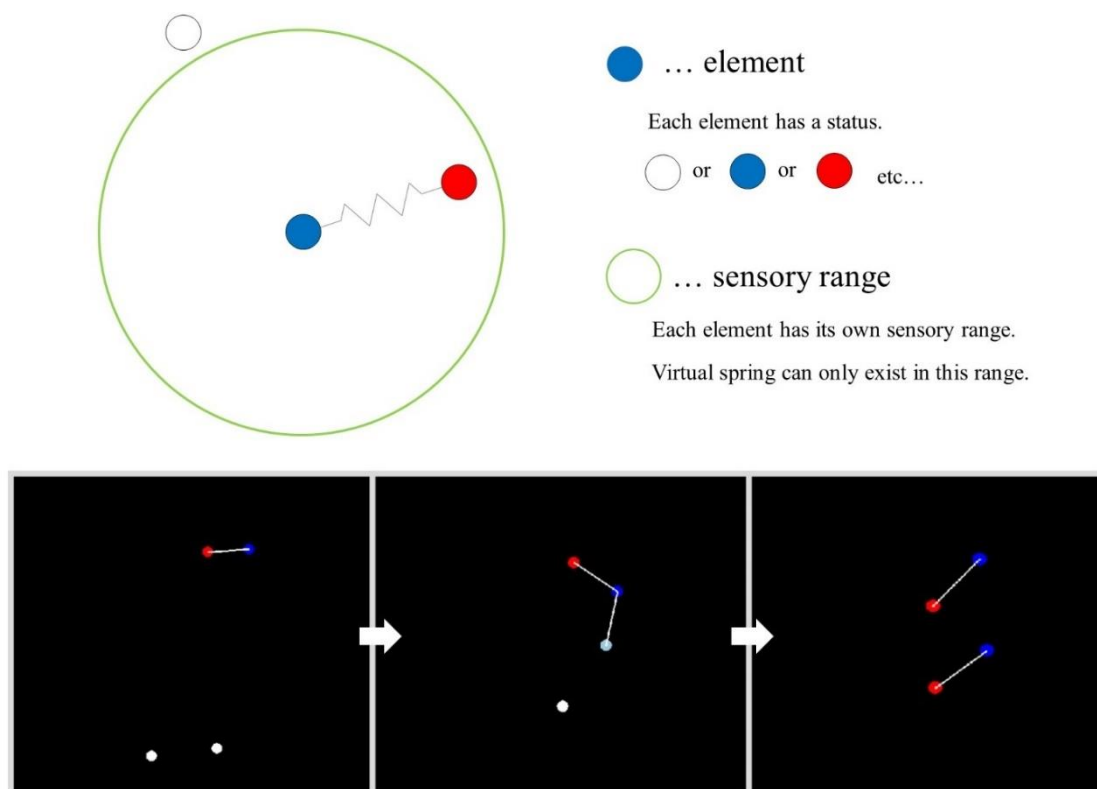 … element
Each element has a status.
or or etc…
… sensory range
Each element has its own sensory range.
Virtual spring can only exist in this range.